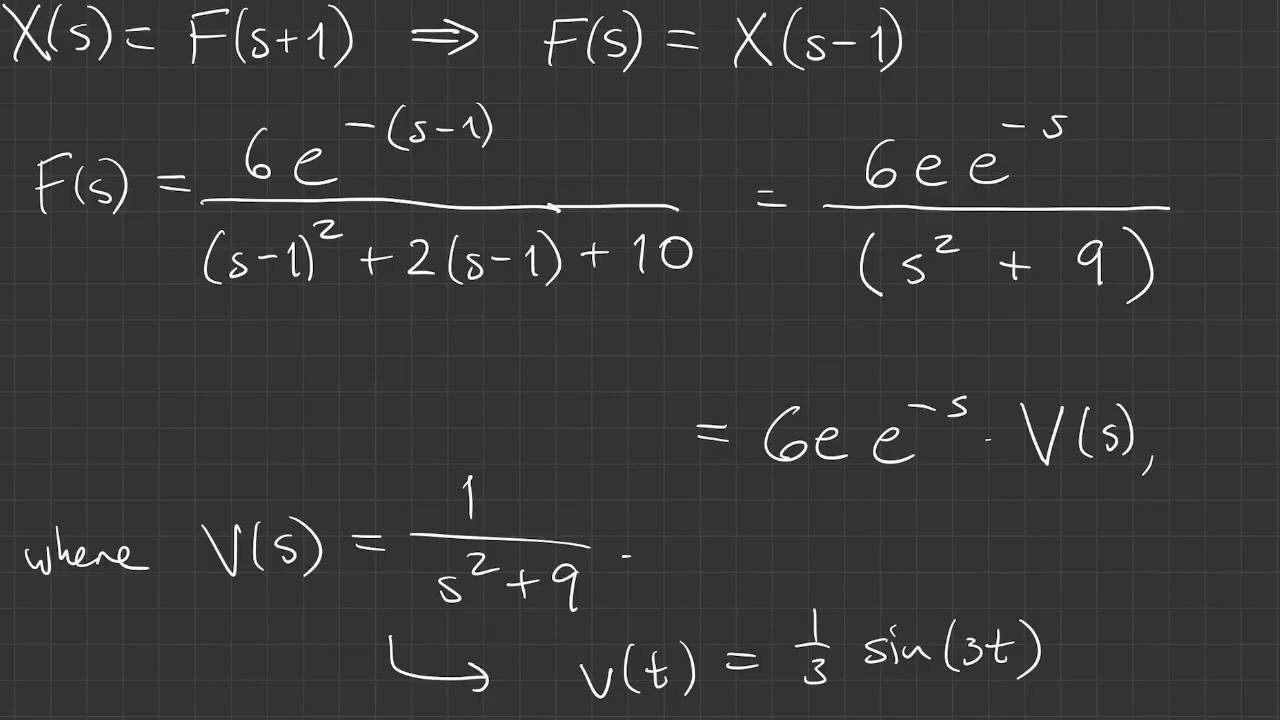 X(s) = F(s+1) ⇒ F(s) = X(s-1)
F(s) = 6e^{-(s-1)} / ((s-1)^2 + 2(s-1) + 10) = 6e e^{-s} / (s^2 + 9)
= 6e e^{-s} · V(s),
where V(s) = 1 / (s^2+9) .
↳ v(t) = 1/3 sin(3t)